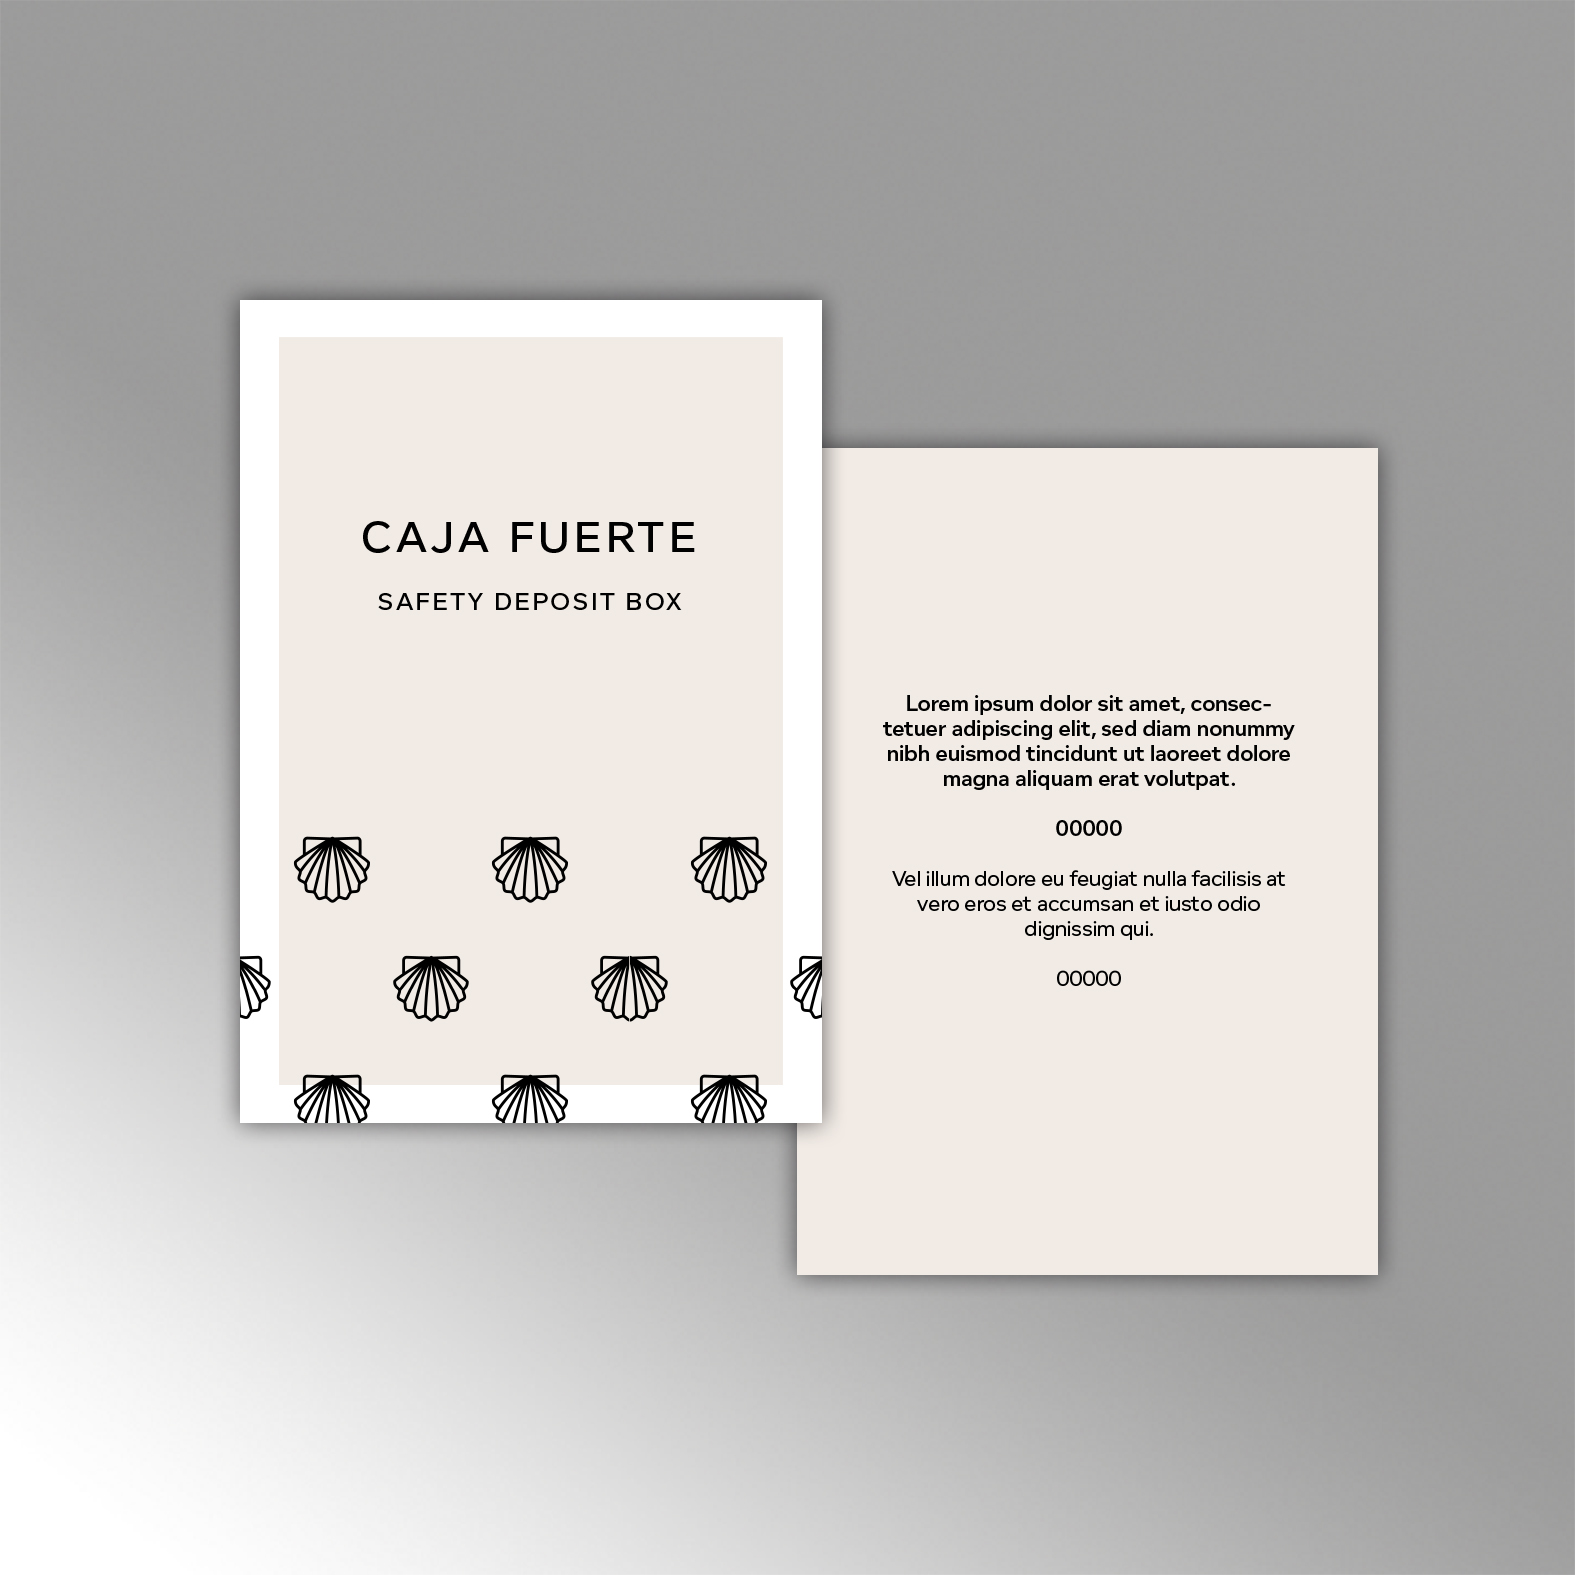 CAJA FUERTE
SAFETY DEPOSIT BOX
Lorem ipsum dolor sit amet, consec-
tetuer adipiscing elit, sed diam nonummy
nibh euismod tincidunt ut laoreet dolore
magna aliquam erat volutpat.
00000
Vel illum dolore eu feugiat nulla facilisis at
vero eros et accumsan et iusto odio
dignissim qui.
00000